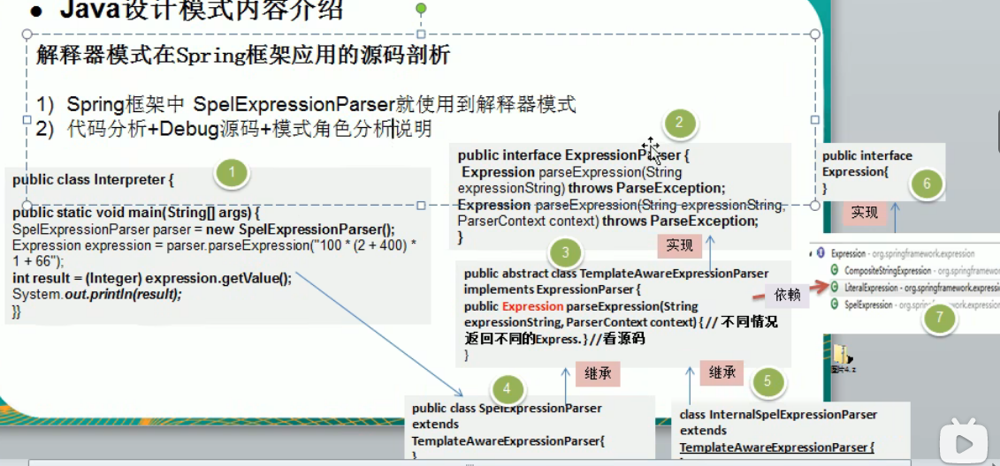 ● Java设计模式内容介绍
解释器模式在Spring框架应用的源码剖析
1) Spring框架中 SpelExpressionParser就使用到解释器模式
2) 代码分析+Debug源码+模式角色分析说明
1
public class Interpreter {
public static void main(String[] args) {
SpelExpressionParser parser = new SpelExpressionParser();
Expression expression = parser.parseExpression("100 * (2 + 400) *
1 + 66");
int result = (Integer) expression.getValue();
System.out.println(result);
}}
2
public interface ExpressionParser {
Expression parseExpression(String
expressionString) throws ParseException;
Expression parseExpression(String expressionString,
ParserContext context) throws ParseException;
}
实现
3
public abstract class TemplateAwareExpressionParser
implements ExpressionParser {
public Expression parseExpression(String
expressionString, ParserContext context) { // 不同情况
返回不同的Express. } //看源码
}
依赖
继承
继承
4
public class SpelExpressionParser
extends
TemplateAwareExpressionParser{
}
5
class InternalSpelExpressionParser
extends
TemplateAwareExpressionParser {
public interface
Expression{
}
6
实现
Expression - org.springframework.expression
CompositeStringExpression - org.springframework
LiteralExpression - org.springframework.expressio
SpelExpression - org.springframework.expression
7